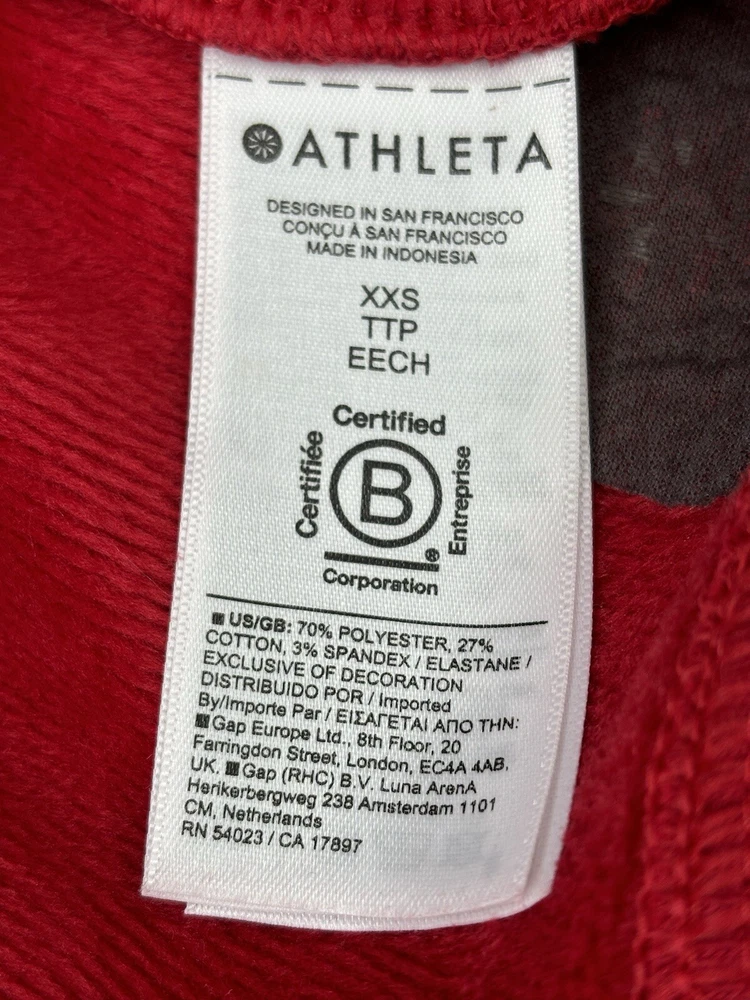 ATHLETA
DESIGNED IN SAN FRANCISCO
CONÇU À SAN FRANCISCO
MADE IN INDONESIA
XXS
TTP
EECH
Certified
Certifiée
B
Entreprise
®
Corporation
US/GB: 70% POLYESTER, 27%
COTTON, 3% SPANDEX / ELASTANE /
EXCLUSIVE OF DECORATION
DISTRIBUIDO POR / Imported
By/Importe Par / ΕΙΣΑΓΕΤΑΙ ΑΠΟ ΤΗΝ:
Gap Europe Ltd., 8th Floor, 20
Farringdon Street, London, EC4A 4AB,
UK. Gap (RHC) B.V. Luna ArenA
Herikerbergweg 238 Amsterdam 1101
CM, Netherlands
RN 54023 / CA 17897